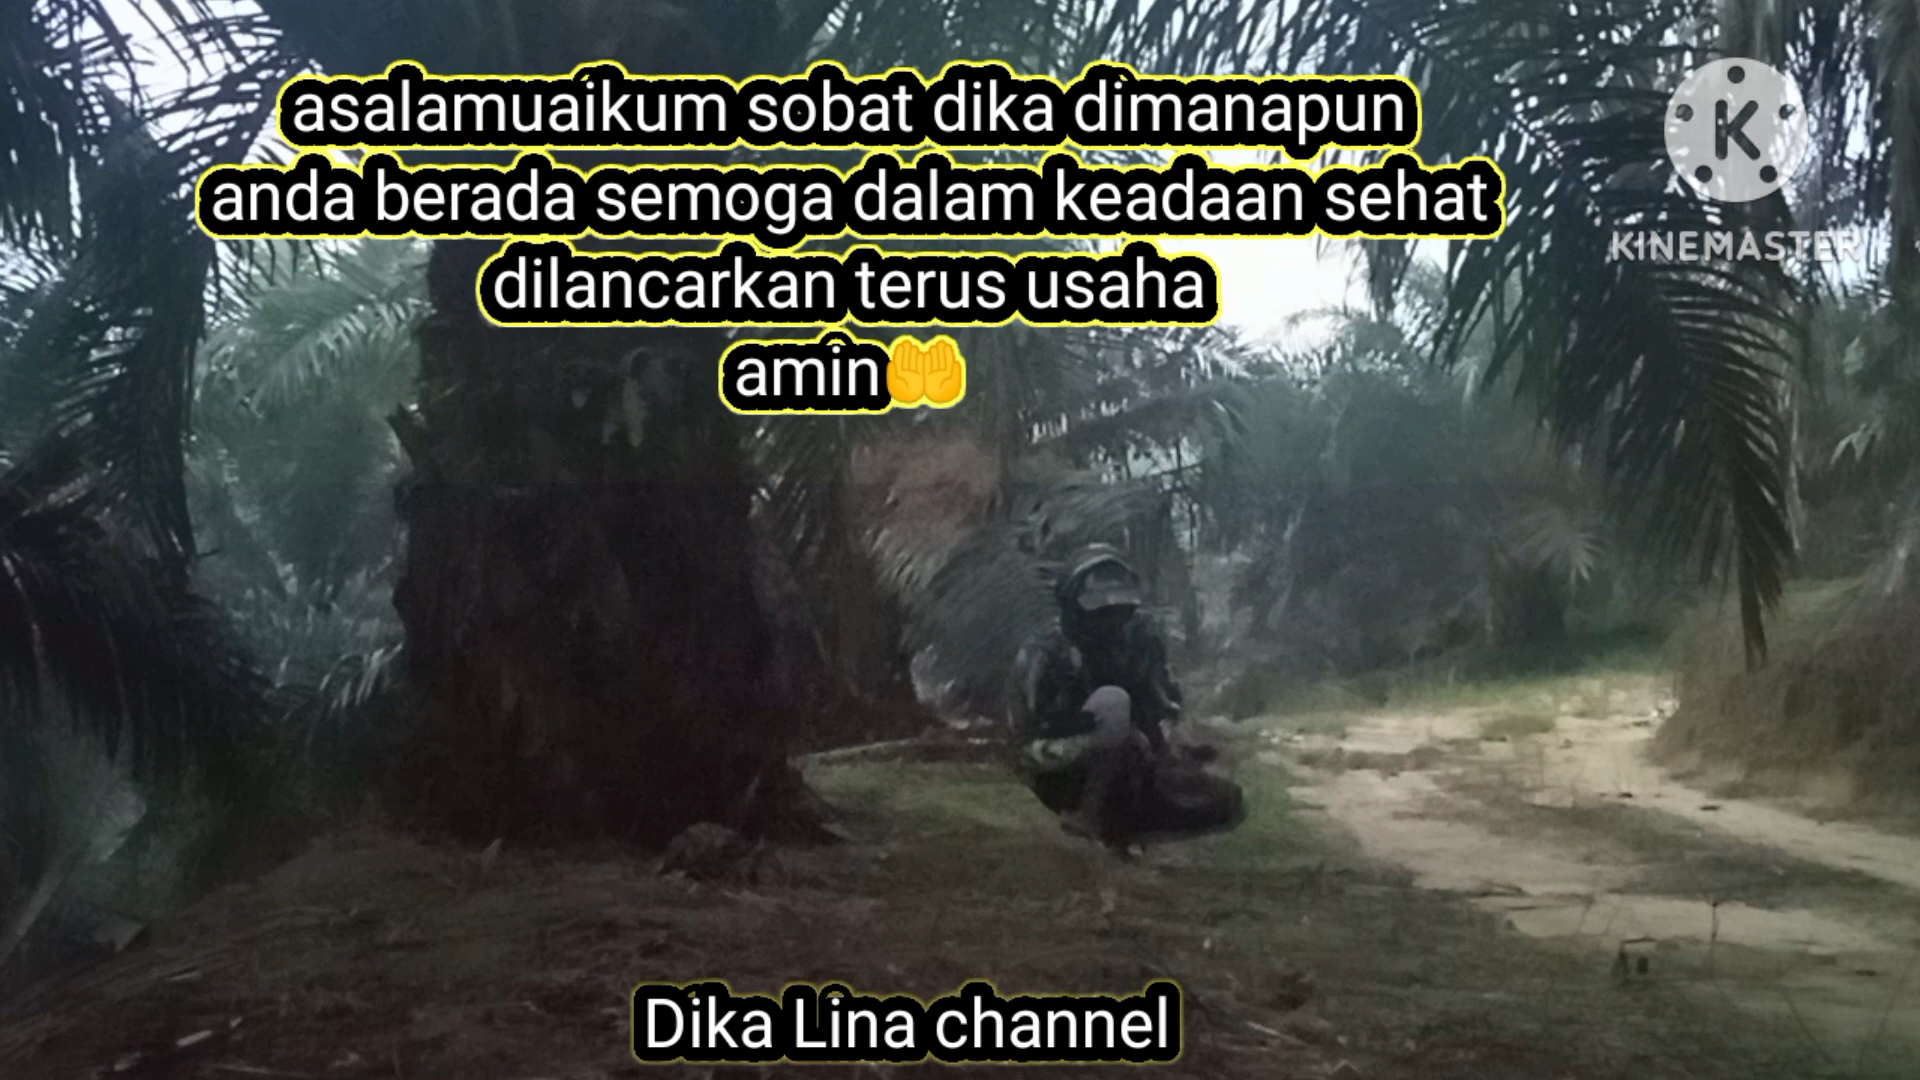 asalamuaikum sobat dika dimanapun
anda berada semoga dalam keadaan sehat
dilancarkan terus usaha
amin🤲
K
KINEMASTER
Dika Lina channel